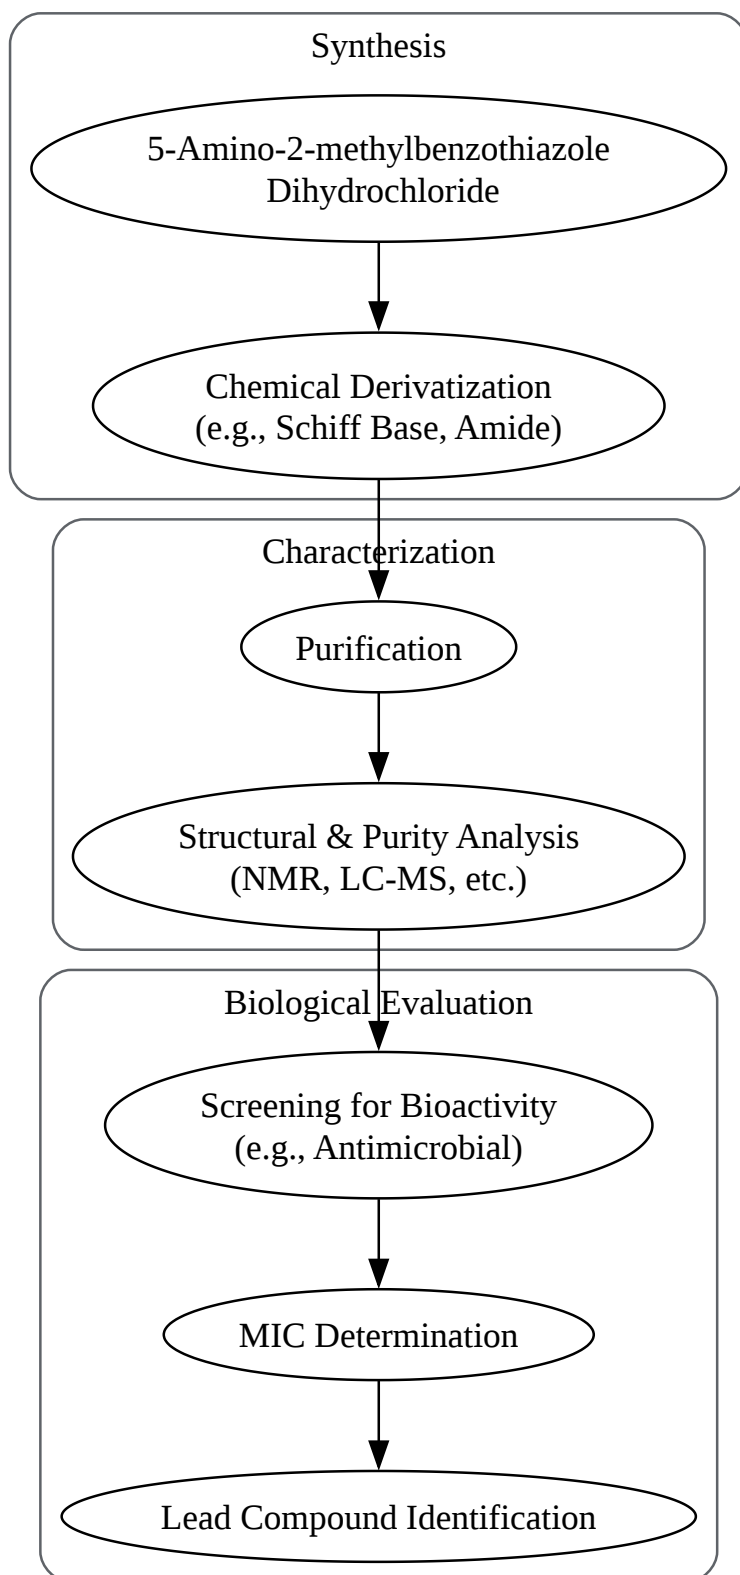 Synthesis
5-Amino-2-methylbenzothiazole
Dihydrochloride
Chemical Derivatization
(e.g., Schiff Base, Amide)
Characterization
Purification
Structural & Purity Analysis
(NMR, LC-MS, etc.)
Biological Evaluation
Screening for Bioactivity
(e.g., Antimicrobial)
MIC Determination
Lead Compound Identification